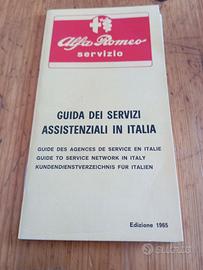 Alfa Romeo
servizio
GUIDA DEI SERVIZI
ASSISTENZIALI IN ITALIA
GUIDE DES AGENCES DE SERVICE EN ITALIE
GUIDE TO SERVICE NETWORK IN ITALY
KUNDENDIENSTVERZEICHNIS FÜR ITALIEN
Edizione 1965
subito